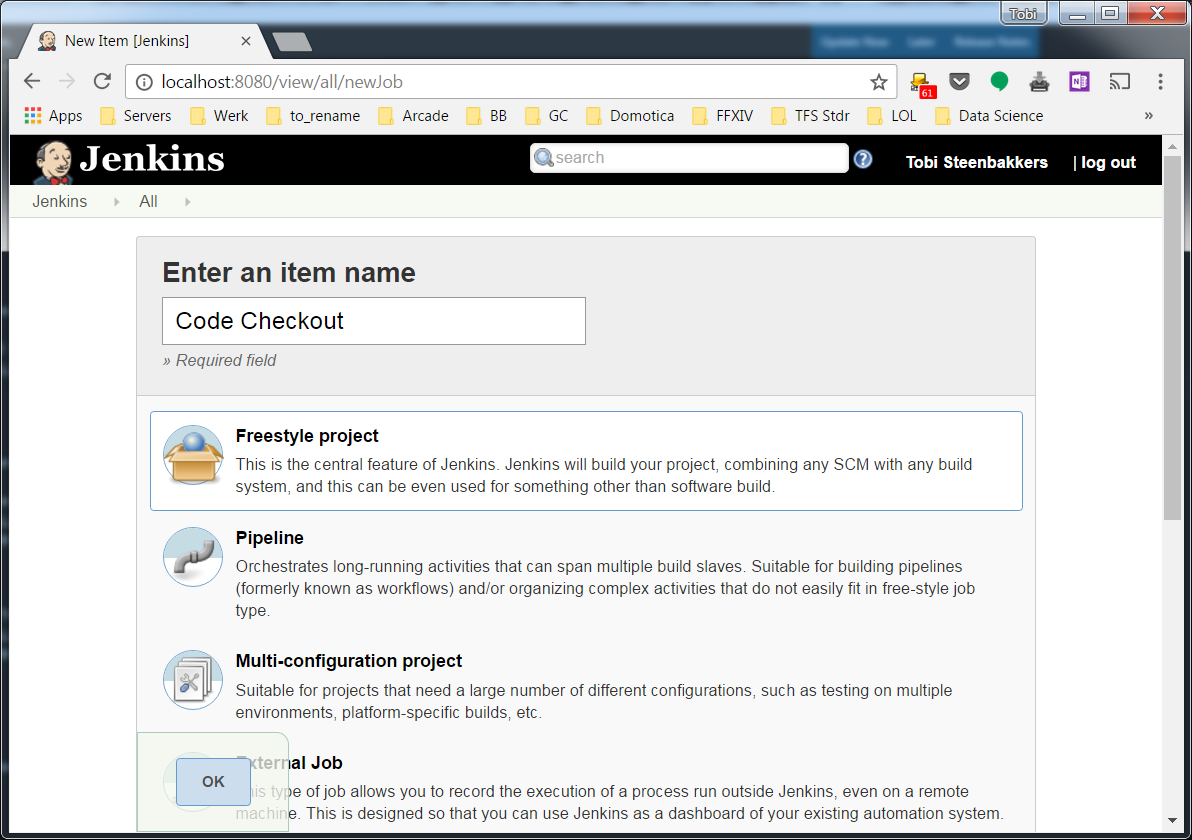 Tobi
New Item [Jenkins]
localhost:8080/view/all/newJob
61
Apps Servers Werk to_rename Arcade BB GC Domotica FFXIV TFS Stdr LOL Data Science »
Jenkins
search
?
Tobi Steenbakkers | log out
Jenkins All
Enter an item name
Code Checkout
» Required field
Freestyle project
This is the central feature of Jenkins. Jenkins will build your project, combining any SCM with any build
system, and this can be even used for something other than software build.
Pipeline
Orchestrates long-running activities that can span multiple build slaves. Suitable for building pipelines
(formerly known as workflows) and/or organizing complex activities that do not easily fit in free-style job
type.
Multi-configuration project
Suitable for projects that need a large number of different configurations, such as testing on multiple
environments, platform-specific builds, etc.
External Job
This type of job allows you to record the execution of a process run outside Jenkins, even on a remote
OK
machine. This is designed so that you can use Jenkins as a dashboard of your existing automation system.